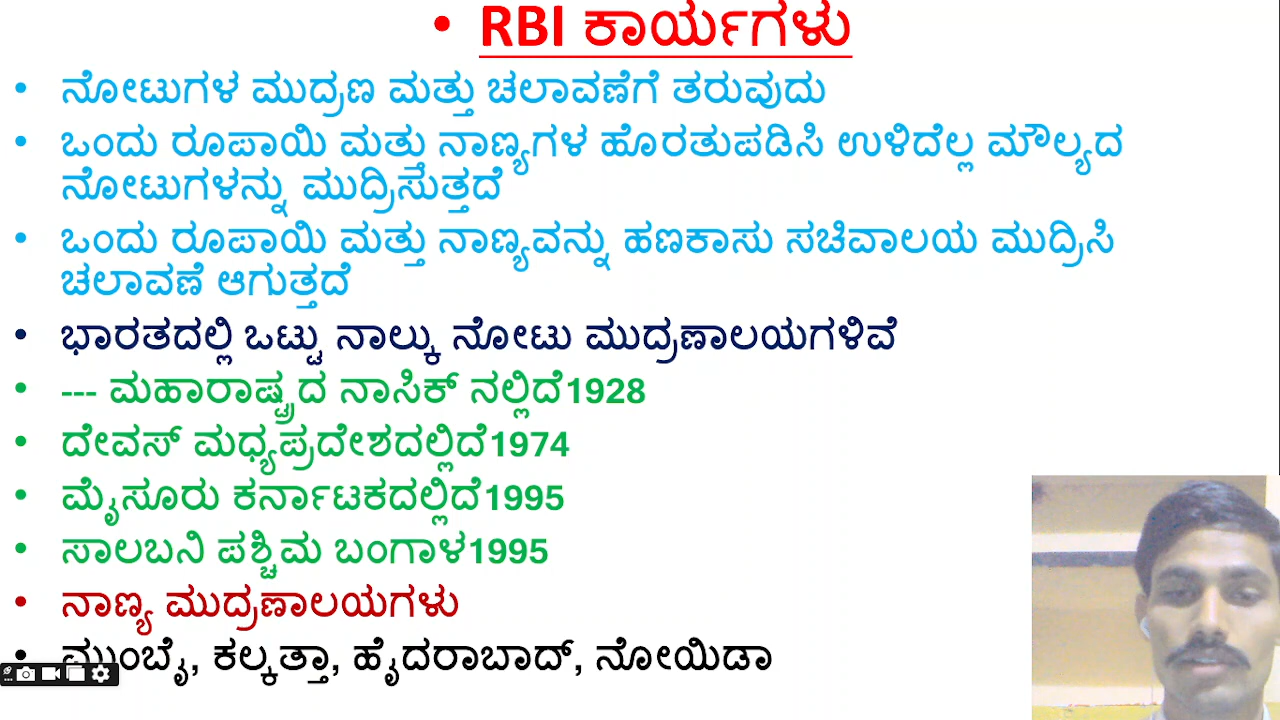 • RBI ಕಾರ್ಯಗಳು
• ನೋಟುಗಳ ಮುದ್ರಣ ಮತ್ತು ಚಲಾವಣೆಗೆ ತರುವುದು
• ಒಂದು ರೂಪಾಯಿ ಮತ್ತು ನಾಣ್ಯಗಳ ಹೊರತುಪಡಿಸಿ ಉಳಿದೆಲ್ಲ ಮೌಲ್ಯದ
ನೋಟುಗಳನ್ನು ಮುದ್ರಿಸುತ್ತದೆ
• ಒಂದು ರೂಪಾಯಿ ಮತ್ತು ನಾಣ್ಯವನ್ನು ಹಣಕಾಸು ಸಚಿವಾಲಯ ಮುದ್ರಿಸಿ
ಚಲಾವಣೆ ಆಗುತ್ತದೆ
• ಭಾರತದಲ್ಲಿ ಒಟ್ಟು ನಾಲ್ಕು ನೋಟು ಮುದ್ರಣಾಲಯಗಳಿವೆ
• --- ಮಹಾರಾಷ್ಟ್ರದ ನಾಸಿಕ್ ನಲ್ಲಿದೆ1928
• ದೇವಸ್ ಮಧ್ಯಪ್ರದೇಶದಲ್ಲಿದೆ1974
• ಮೈಸೂರು ಕರ್ನಾಟಕದಲ್ಲಿದೆ1995
• ಸಾಲಬನಿ ಪಶ್ಚಿಮ ಬಂಗಾಳ1995
• ನಾಣ್ಯ ಮುದ್ರಣಾಲಯಗಳು
• ಮುಂಬೈ, ಕಲ್ಕತ್ತಾ, ಹೈದರಾಬಾದ್, ನೋಯಿಡಾ